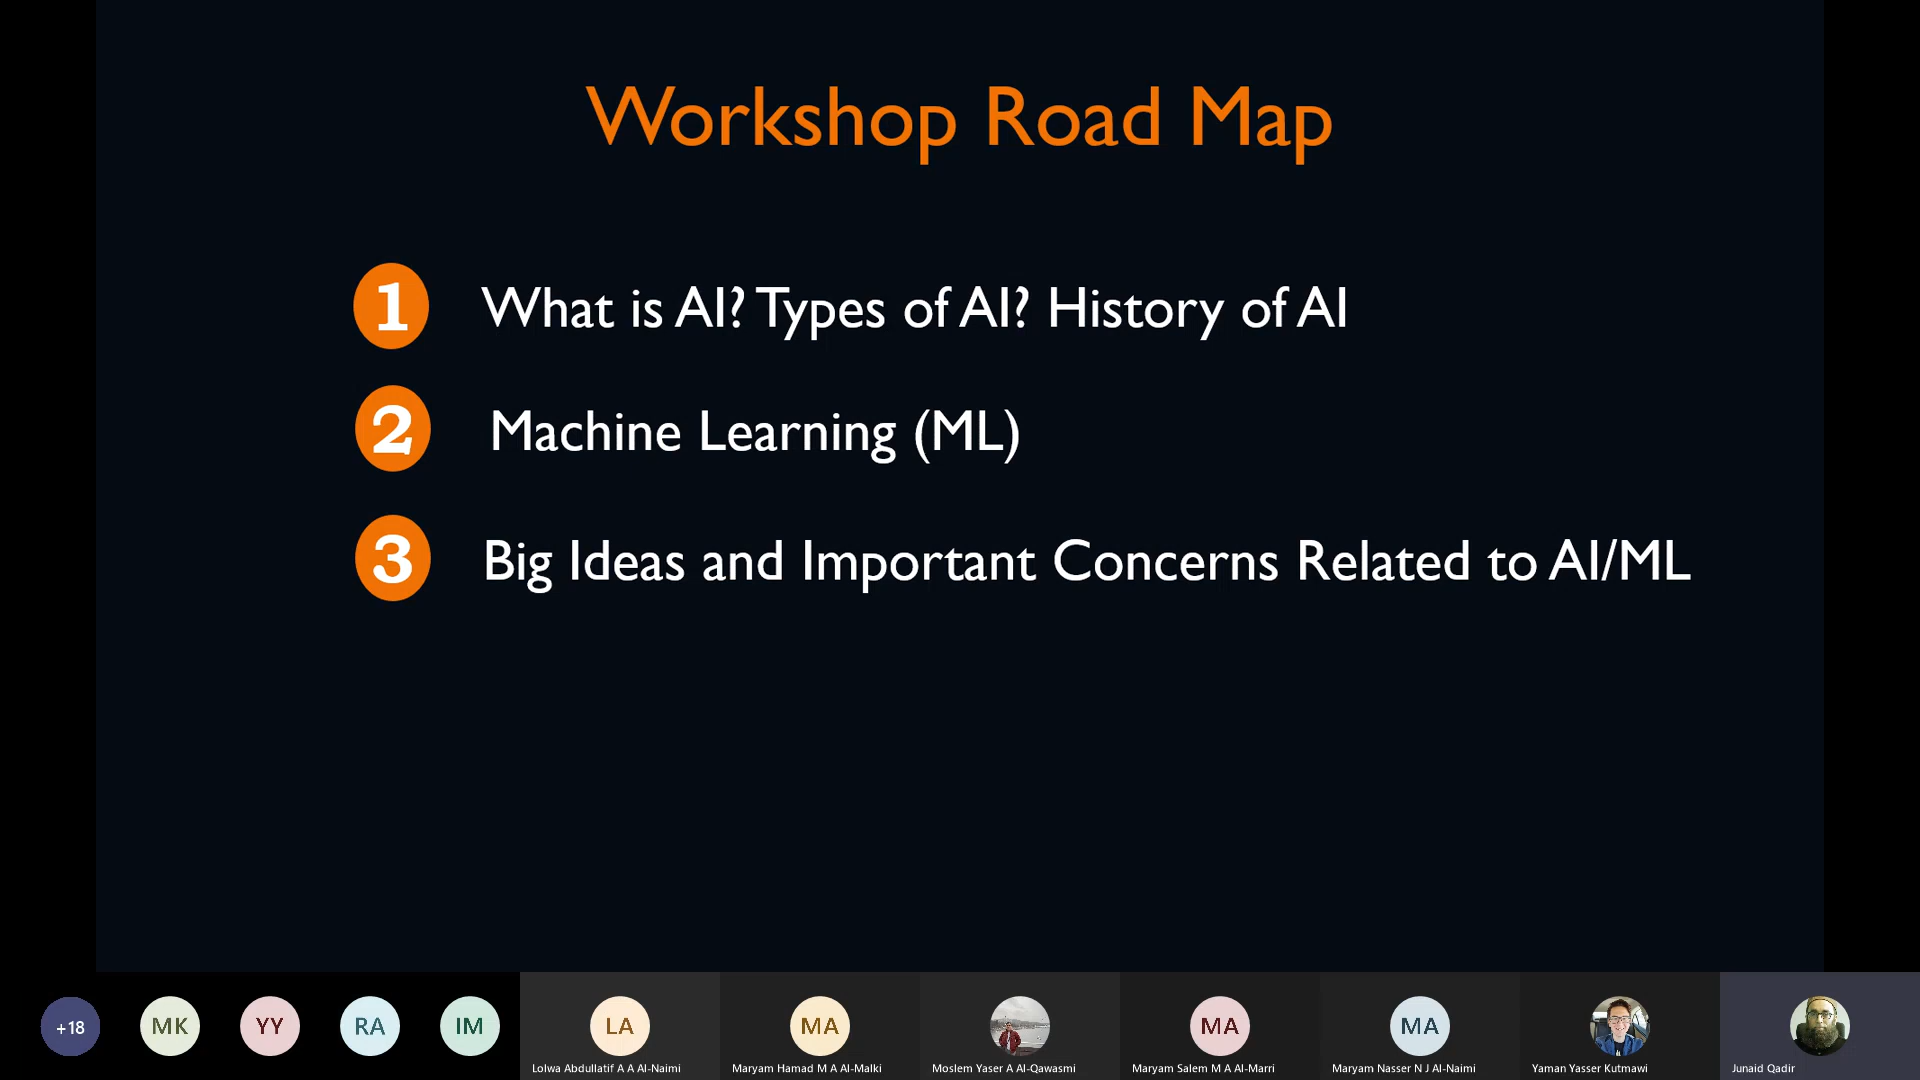 Workshop Road Map
1 What is AI? Types of AI? History of AI
2 Machine Learning (ML)
3 Big Ideas and Important Concerns Related to AI/ML
+18 MK YY RA IM LA MA MA MA
Lolwa Abdullatif A A Al-Naimi Maryam Hamad M A Al-Malki Moslem Yaser A Al-Qawasmi Maryam Salem M A Al-Marri Maryam Nasser N J Al-Naimi Yaman Yasser Kutmawi Junaid Qadir